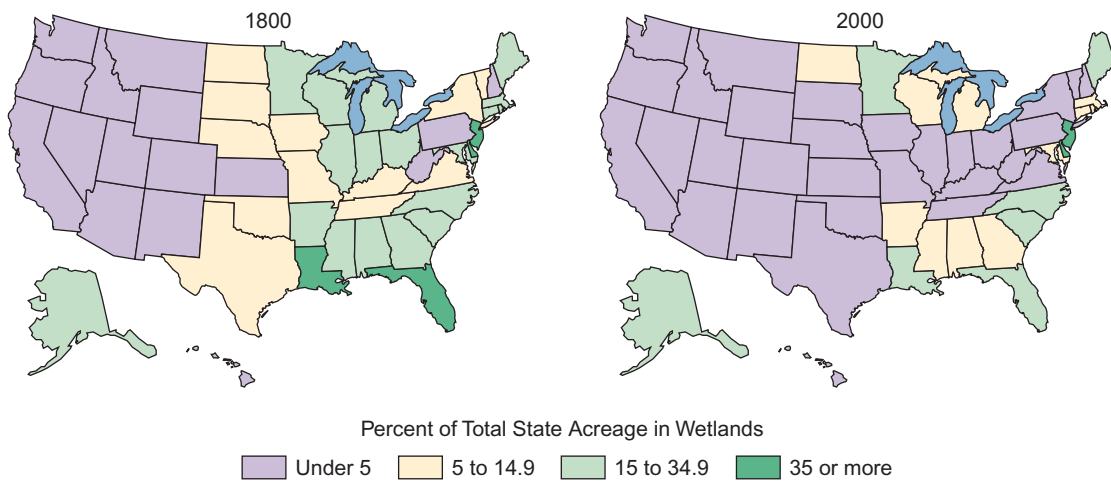 1800
2000
Percent of Total State Acreage in Wetlands
Under 5
5 to 14.9
15 to 34.9
35 or more